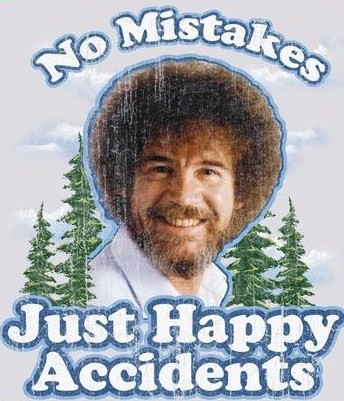 No Mistakes
Just Happy
Accidents